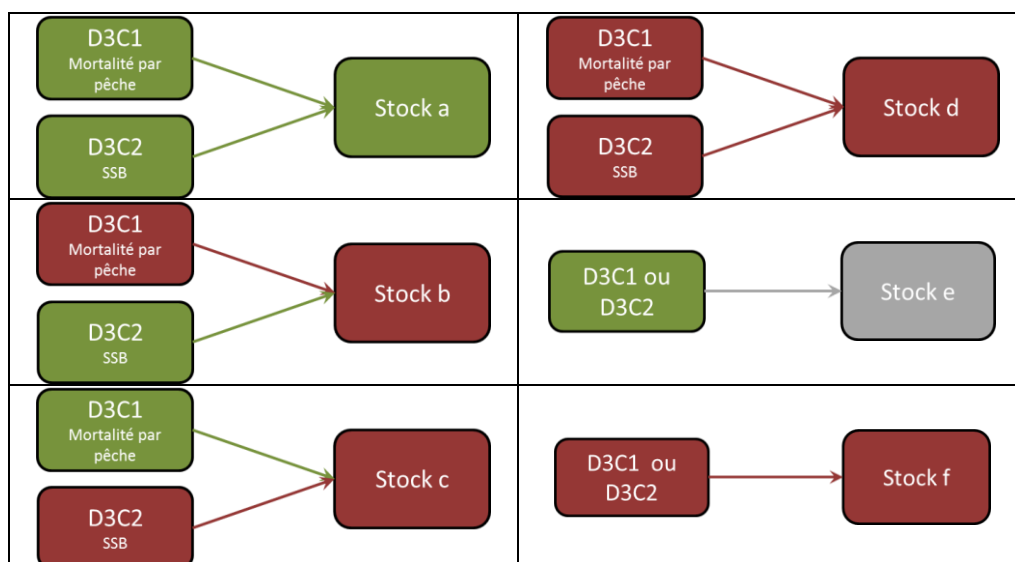 D3C1
Mortalité par
pêche
D3C2
SSB
Stock a
D3C1
Mortalité par
pêche
D3C2
SSB
Stock d
D3C1
Mortalité par
pêche
D3C2
SSB
Stock b
D3C1 ou
D3C2
Stock e
D3C1
Mortalité par
pêche
D3C2
SSB
Stock c
D3C1 ou
D3C2
Stock f